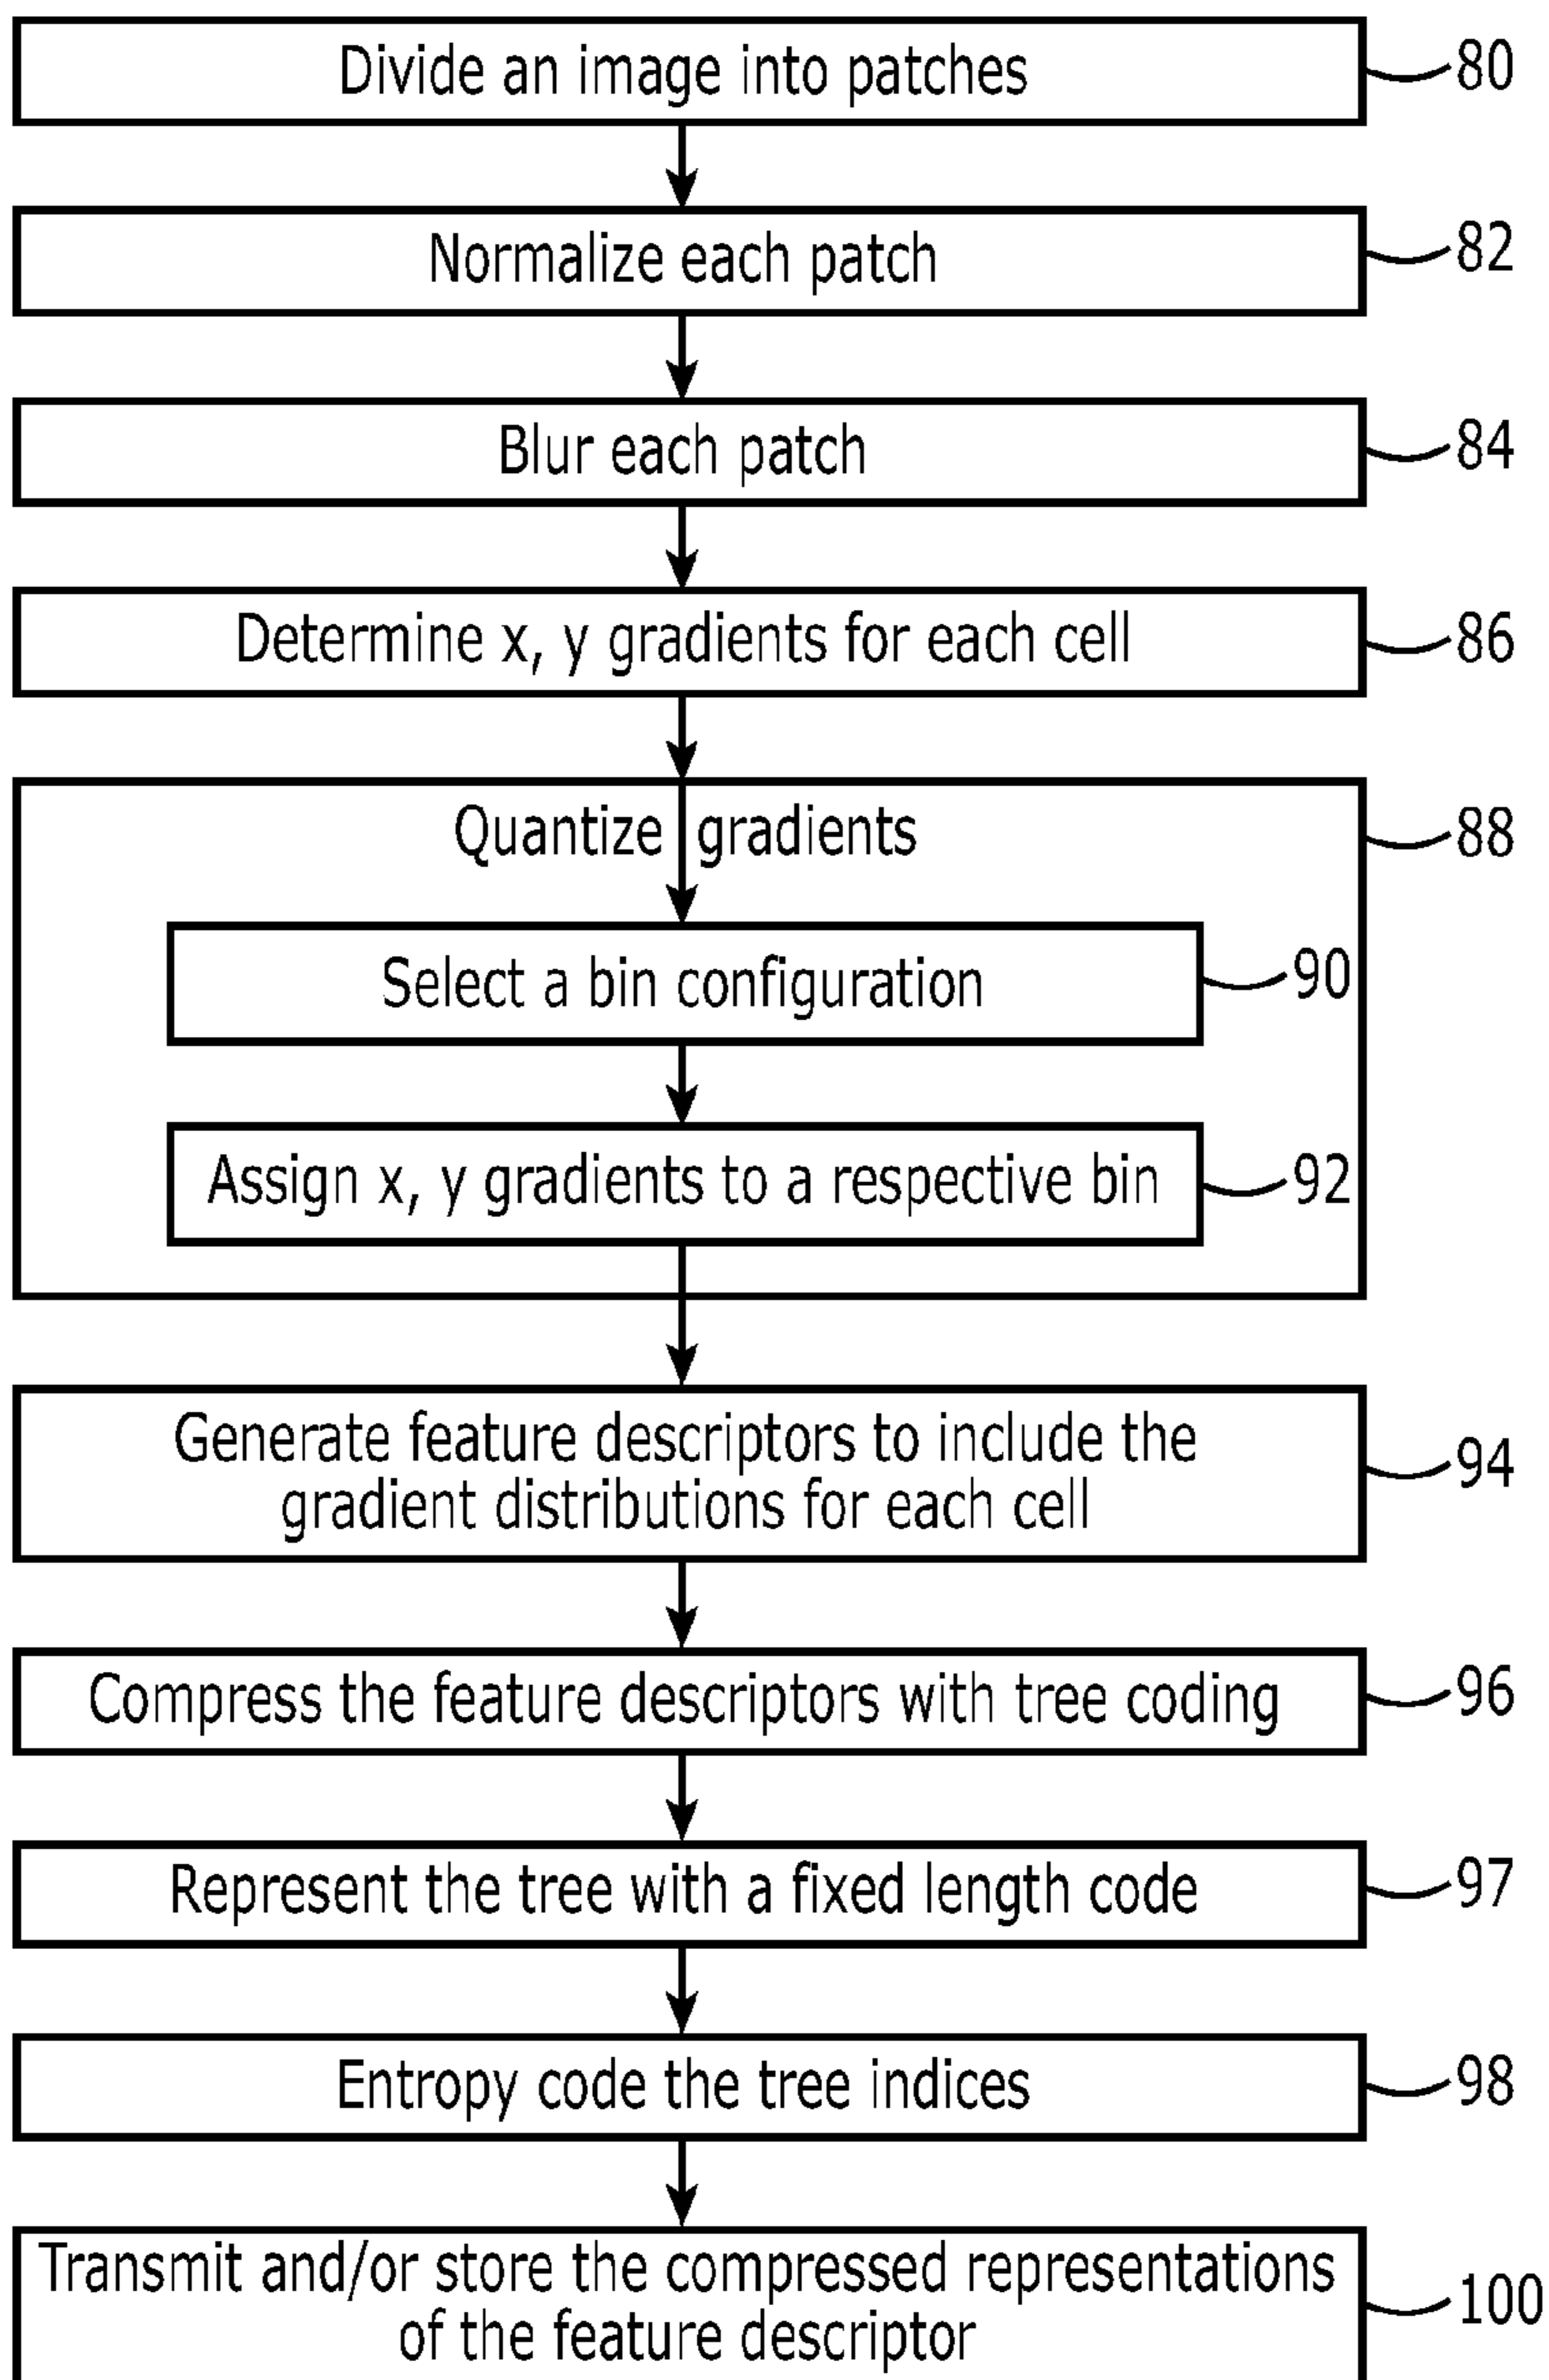 Divide an image into patches 80
Normalize each patch 82
Blur each patch 84
Determine x, y gradients for each cell 86
Quantize gradients 88
Select a bin configuration 90
Assign x, y gradients to a respective bin 92
Generate feature descriptors to include the
gradient distributions for each cell 94
Compress the feature descriptors with tree coding 96
Represent the tree with a fixed length code 97
Entropy code the tree indices 98
Transmit and/or store the compressed representations
of the feature descriptor 100